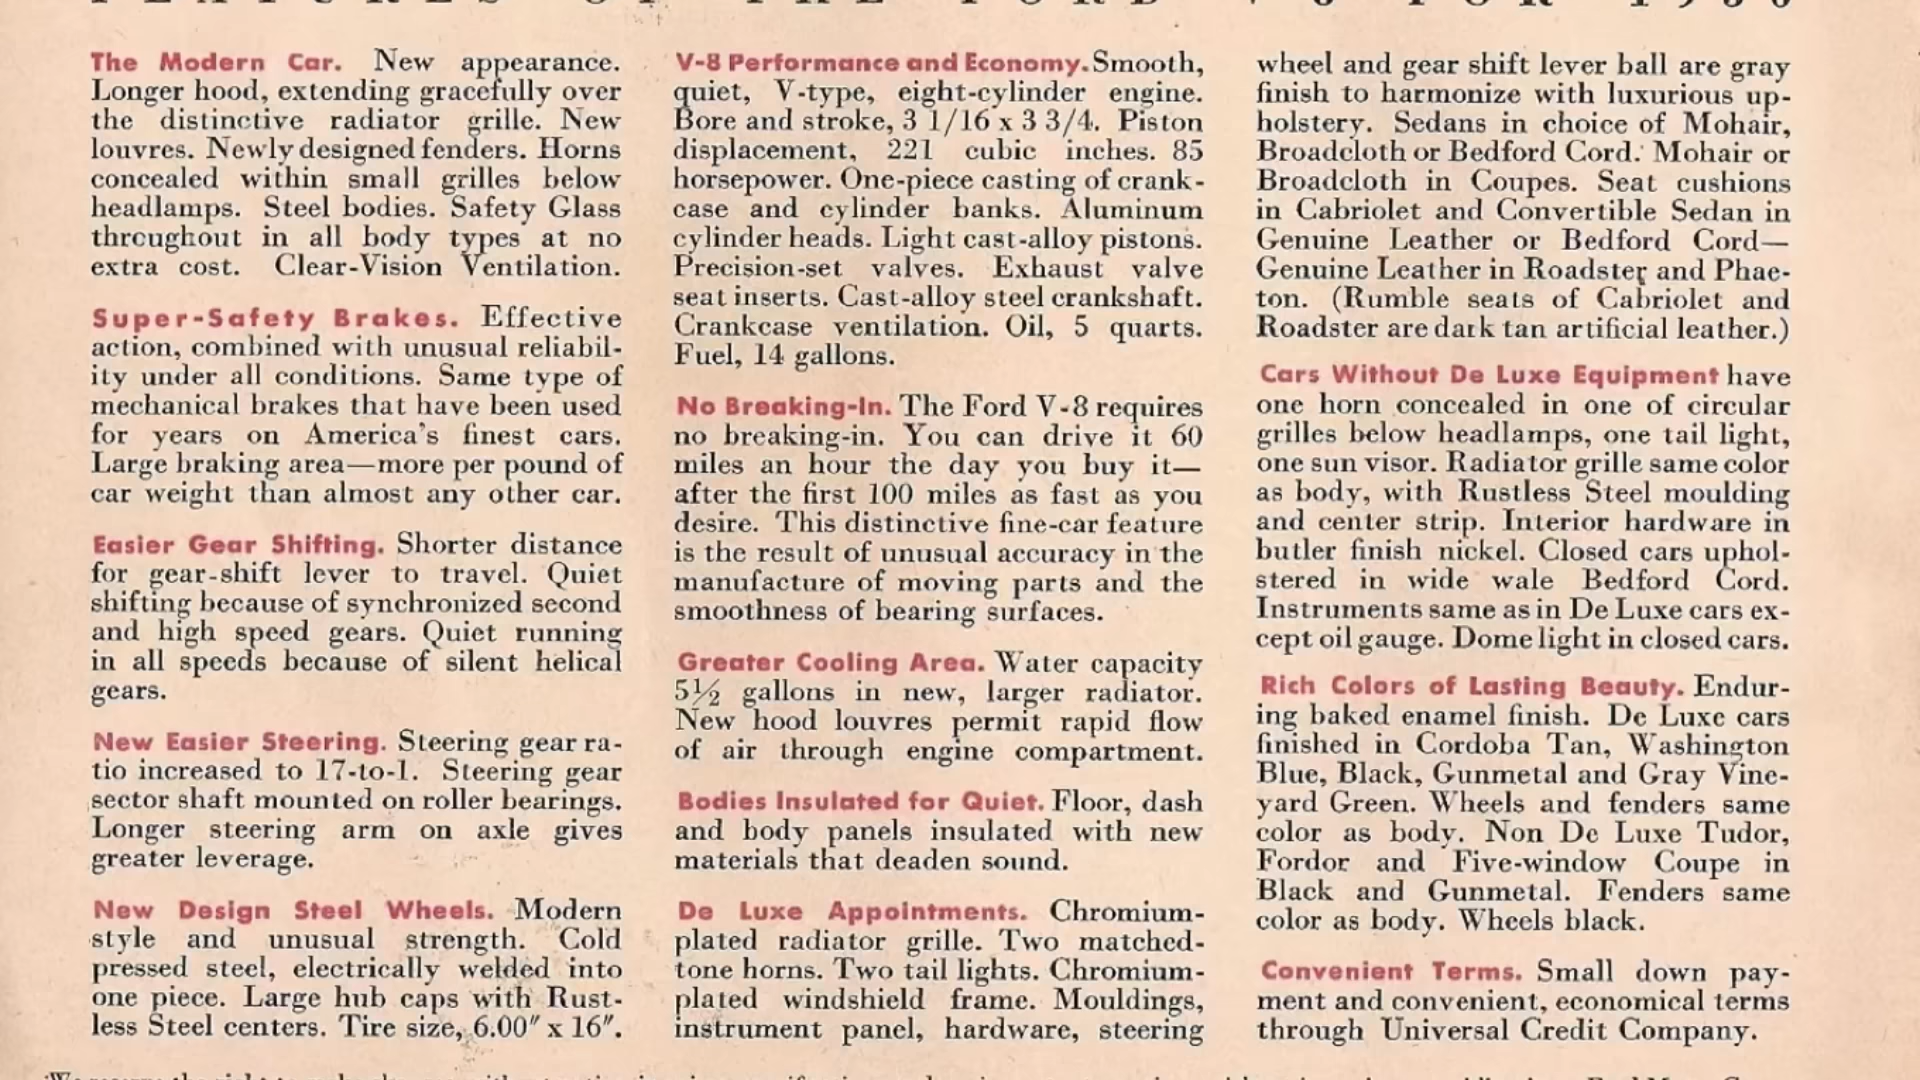 FEATURES OF THE FORD V-8 FOR 1936
The Modern Car. New appearance.
Longer hood, extending gracefully over
the distinctive radiator grille. New
louvres. Newly designed fenders. Horns
concealed within small grilles below
headlamps. Steel bodies. Safety Glass
throughout in all body types at no
extra cost. Clear-Vision Ventilation.
Super-Safety Brakes. Effective
action, combined with unusual reliabil-
ity under all conditions. Same type of
mechanical brakes that have been used
for years on America's finest cars.
Large braking area—more per pound of
car weight than almost any other car.
Easier Gear Shifting. Shorter distance
for gear-shift lever to travel. Quiet
shifting because of synchronized second
and high speed gears. Quiet running
in all speeds because of silent helical
gears.
New Easier Steering. Steering gear ra-
tio increased to 17-to-1. Steering gear
sector shaft mounted on roller bearings.
Longer steering arm on axle gives
greater leverage.
New Design Steel Wheels. Modern
style and unusual strength. Cold
pressed steel, electrically welded into
one piece. Large hub caps with Rust-
less Steel centers. Tire size, 6.00" x 16".
V-8 Performance and Economy. Smooth,
quiet, V-type, eight-cylinder engine.
Bore and stroke, 3 1/16 x 3 3/4. Piston
displacement, 221 cubic inches. 85
horsepower. One-piece casting of crank-
case and cylinder banks. Aluminum
cylinder heads. Light cast-alloy pistons.
Precision-set valves. Exhaust valve
seat inserts. Cast-alloy steel crankshaft.
Crankcase ventilation. Oil, 5 quarts.
Fuel, 14 gallons.
No Breaking-In. The Ford V-8 requires
no breaking-in. You can drive it 60
miles an hour the day you buy it—
after the first 100 miles as fast as you
desire. This distinctive fine-car feature
is the result of unusual accuracy in the
manufacture of moving parts and the
smoothness of bearing surfaces.
Greater Cooling Area. Water capacity
5½ gallons in new, larger radiator.
New hood louvres permit rapid flow
of air through engine compartment.
Bodies Insulated for Quiet. Floor, dash
and body panels insulated with new
materials that deaden sound.
De Luxe Appointments. Chromium-
plated radiator grille. Two matched-
tone horns. Two tail lights. Chromium-
plated windshield frame. Mouldings,
instrument panel, hardware, steering
wheel and gear shift lever ball are gray
finish to harmonize with luxurious up-
holstery. Sedans in choice of Mohair,
Broadcloth or Bedford Cord. Mohair or
Broadcloth in Coupes. Seat cushions
in Cabriolet and Convertible Sedan in
Genuine Leather or Bedford Cord—
Genuine Leather in Roadster and Phae-
ton. (Rumble seats of Cabriolet and
Roadster are dark tan artificial leather.)
Cars Without De Luxe Equipment have
one horn concealed in one of circular
grilles below headlamps, one tail light,
one sun visor. Radiator grille same color
as body, with Rustless Steel moulding
and center strip. Interior hardware in
butler finish nickel. Closed cars uphol-
stered in wide wale Bedford Cord.
Instruments same as in De Luxe cars ex-
cept oil gauge. Dome light in closed cars.
Rich Colors of Lasting Beauty. Endur-
ing baked enamel finish. De Luxe cars
finished in Cordoba Tan, Washington
Blue, Black, Gunmetal and Gray Vine-
yard Green. Wheels and fenders same
color as body. Non De Luxe Tudor,
Fordor and Five-window Coupe in
Black and Gunmetal. Fenders same
color as body. Wheels black.
Convenient Terms. Small down pay-
ment and convenient, economical terms
through Universal Credit Company.